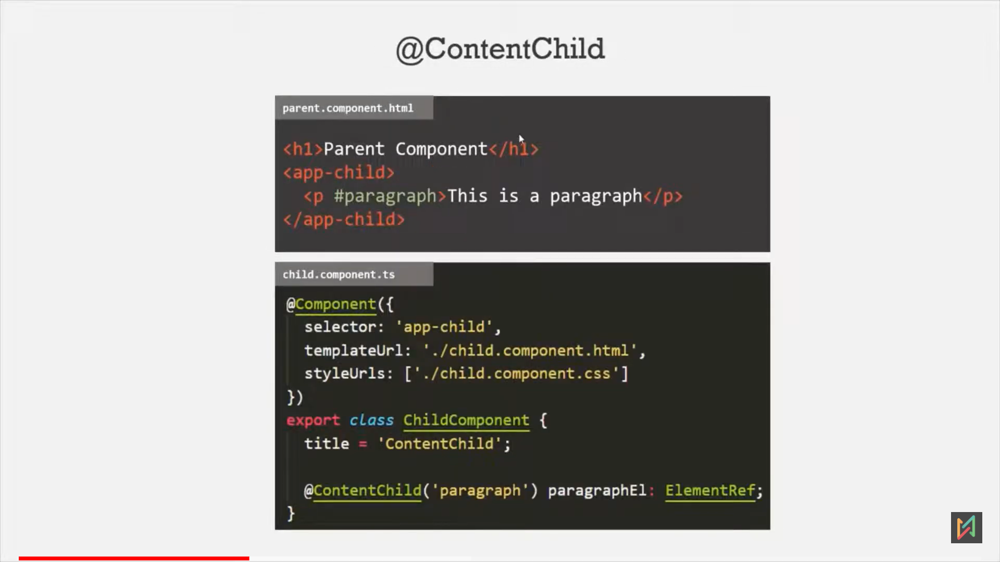 @ContentChild
parent.component.html
<h1>Parent Component</h1>
<app-child>
  <p #paragraph>This is a paragraph</p>
</app-child>
child.component.ts
@Component({
  selector: 'app-child',
  templateUrl: './child.component.html',
  styleUrls: ['./child.component.css']
})
export class ChildComponent {
  title = 'ContentChild';
  @ContentChild('paragraph') paragraphEl: ElementRef;
}